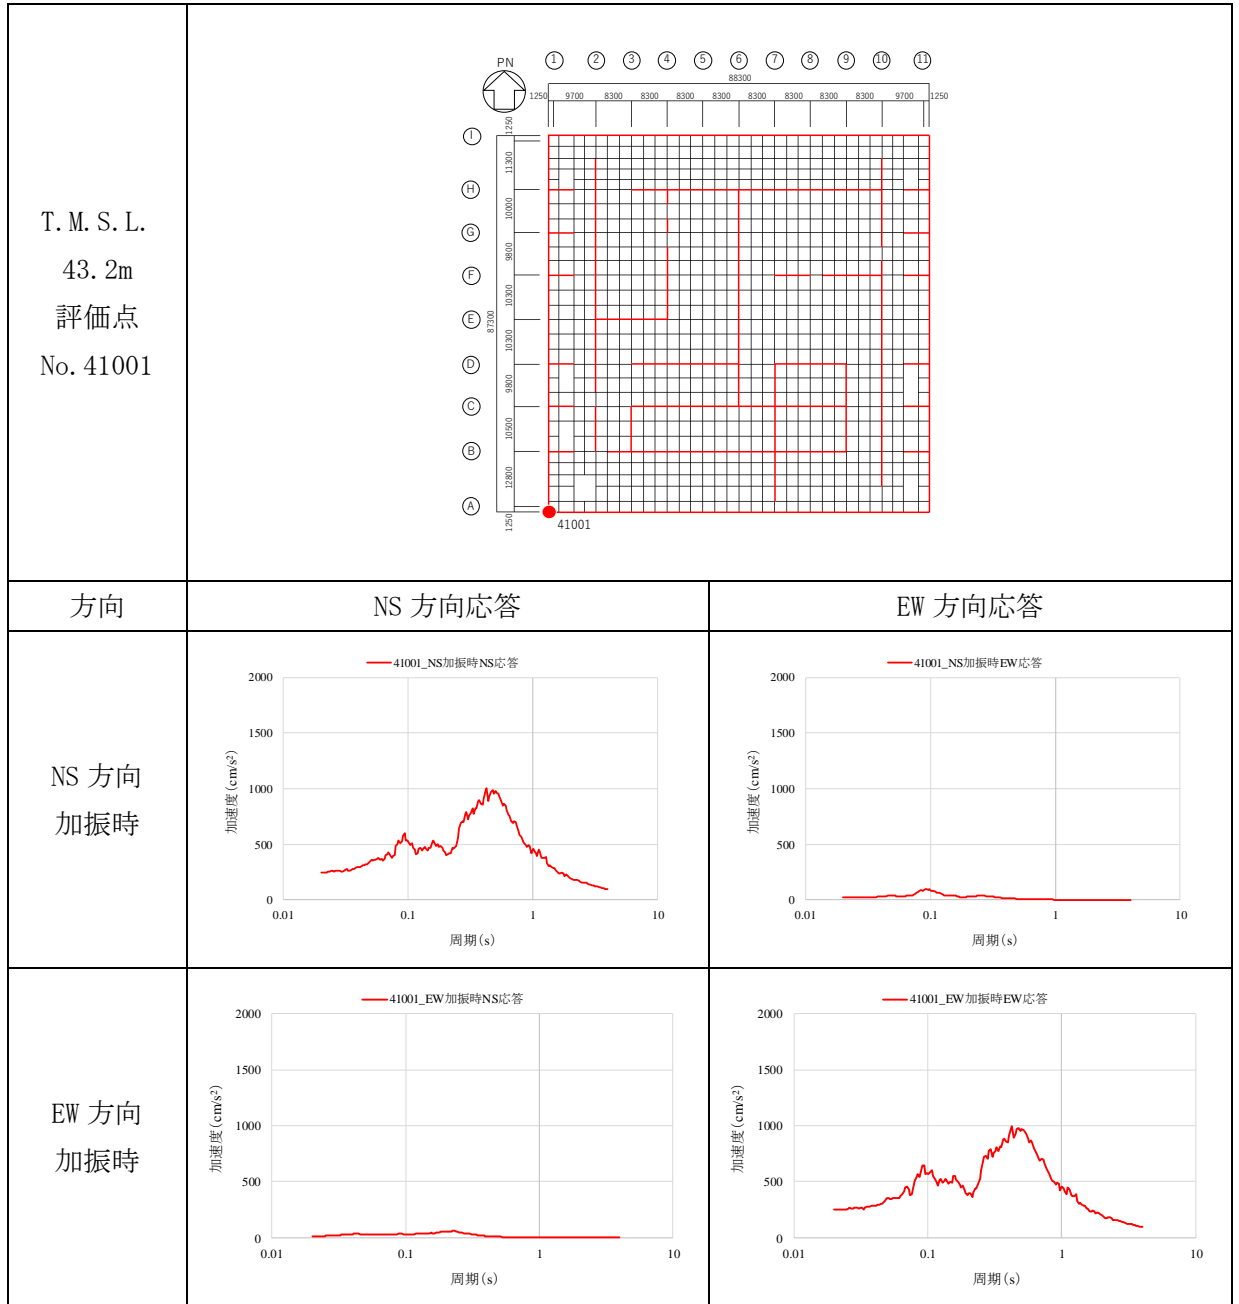 T.M.S.L.
43.2m
評価点
No.41001
PN
1 2 3 4 5 6 7 8 9 10 11
88300
1250 9700 8300 8300 8300 8300 8300 8300 8300 8300 9700 1250
I
H
G
F
E
D
C
B
A
1250
11300
10000
9800
10300
10300
9800
10500
12800
1250
87300
41001
方向 NS 方向応答 EW 方向応答
NS 方向
加振時
41001_NS加振時NS応答
加速度(cm/s²)
2000
1500
1000
500
0
0.01 0.1 1 10
周期(s)
41001_NS加振時EW応答
加速度(cm/s²)
2000
1500
1000
500
0
0.01 0.1 1 10
周期(s)
EW 方向
加振時
41001_EW加振時NS応答
加速度(cm/s²)
2000
1500
1000
500
0
0.01 0.1 1 10
周期(s)
41001_EW加振時EW応答
加速度(cm/s²)
2000
1500
1000
500
0
0.01 0.1 1 10
周期(s)